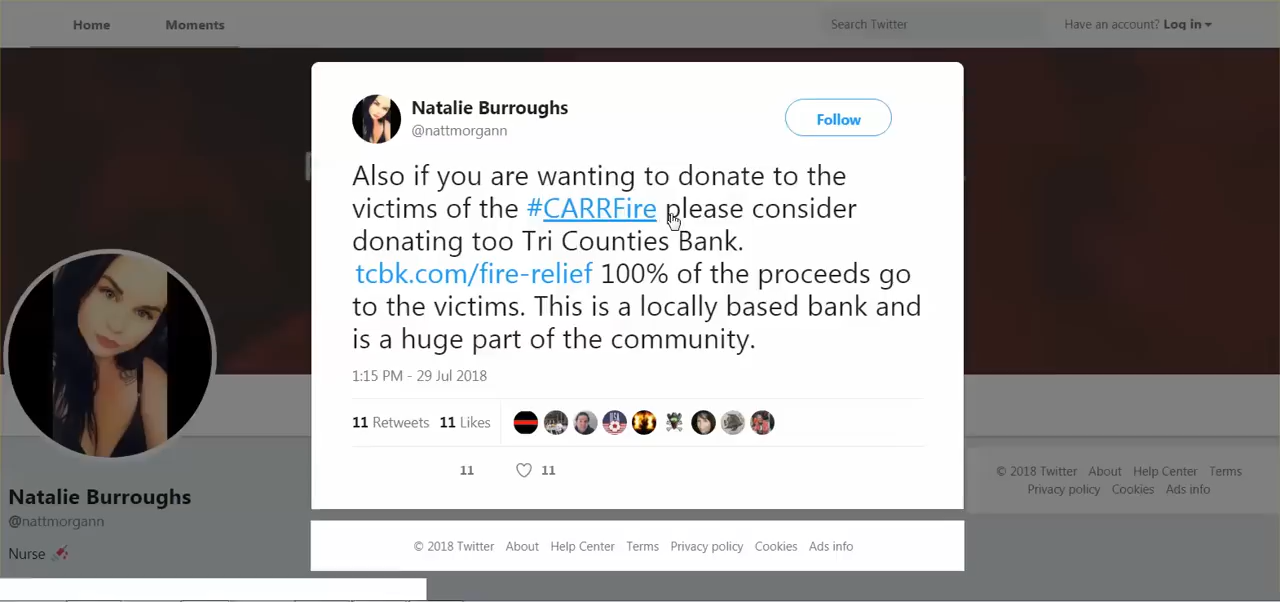 Home Moments Search Twitter Have an account? Log in
Natalie Burroughs
@nattmorgann
Follow
Also if you are wanting to donate to the
victims of the #CARRFire please consider
donating too Tri Counties Bank.
tcbk.com/fire-relief 100% of the proceeds go
to the victims. This is a locally based bank and
is a huge part of the community.
1:15 PM - 29 Jul 2018
11 Retweets 11 Likes
11 11
© 2018 Twitter About Help Center Terms Privacy policy Cookies Ads info
Natalie Burroughs
@nattmorgann
Nurse
© 2018 Twitter About Help Center Terms
Privacy policy Cookies Ads info